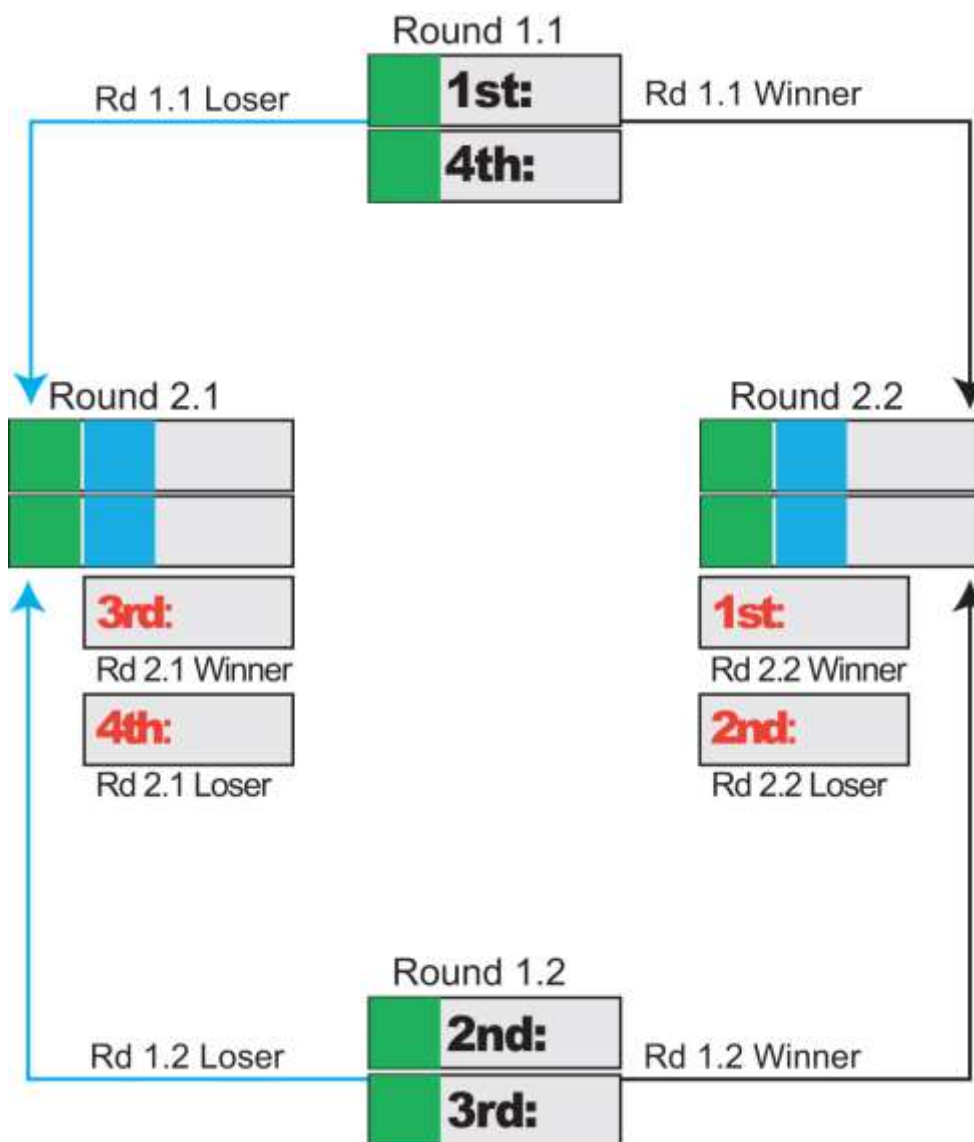 Round 1.1
Rd 1.1 Loser
1st:
Rd 1.1 Winner
4th:
Round 2.1
3rd:
Rd 2.1 Winner
4th:
Rd 2.1 Loser
Round 2.2
1st:
Rd 2.2 Winner
2nd:
Rd 2.2 Loser
Round 1.2
2nd:
Rd 1.2 Loser
Rd 1.2 Winner
3rd: